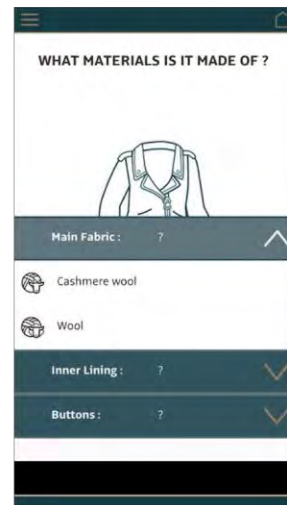 WHAT MATERIALS IS IT MADE OF ?
Main Fabric : ?
Cashmere wool
Wool
Inner Lining : ?
Buttons : ?